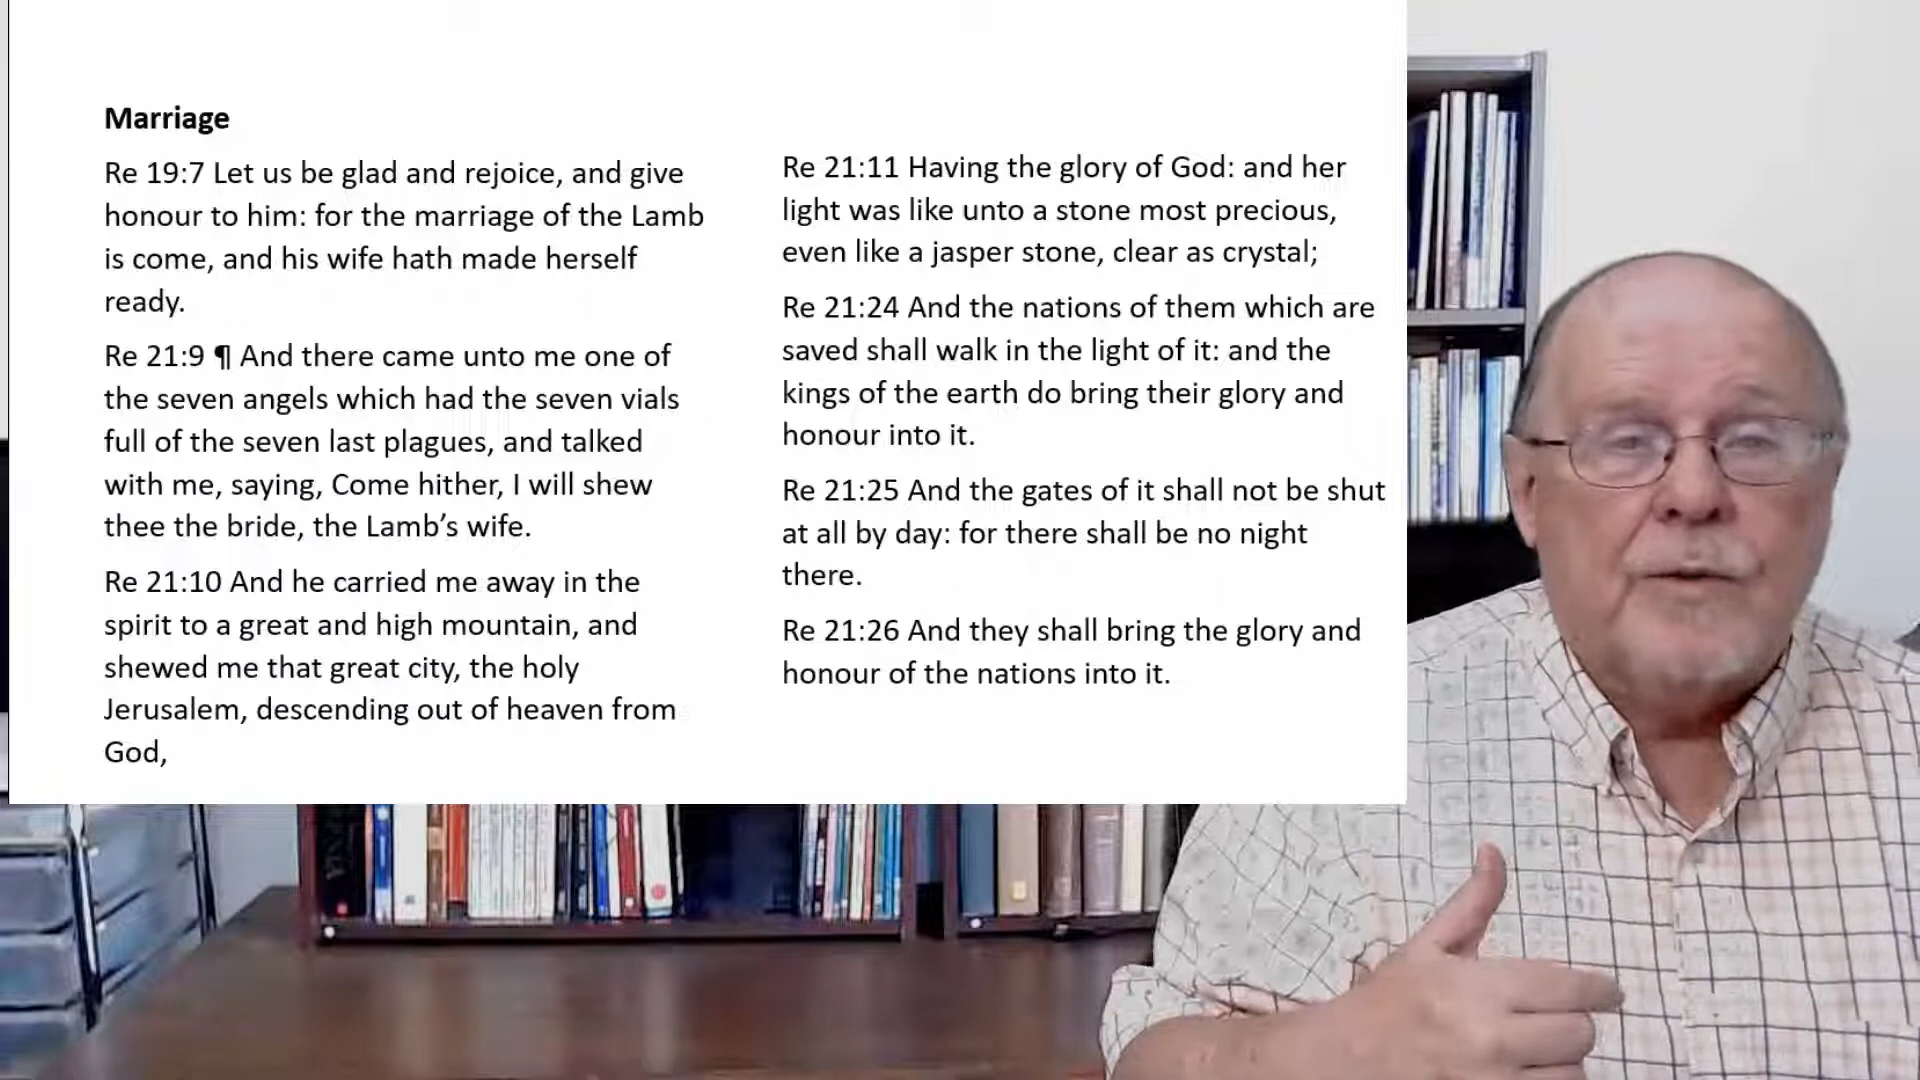 Marriage
Re 19:7 Let us be glad and rejoice, and give
honour to him: for the marriage of the Lamb
is come, and his wife hath made herself
ready.
Re 21:9 ¶ And there came unto me one of
the seven angels which had the seven vials
full of the seven last plagues, and talked
with me, saying, Come hither, I will shew
thee the bride, the Lamb’s wife.
Re 21:10 And he carried me away in the
spirit to a great and high mountain, and
shewed me that great city, the holy
Jerusalem, descending out of heaven from
God,
Re 21:11 Having the glory of God: and her
light was like unto a stone most precious,
even like a jasper stone, clear as crystal;
Re 21:24 And the nations of them which are
saved shall walk in the light of it: and the
kings of the earth do bring their glory and
honour into it.
Re 21:25 And the gates of it shall not be shut
at all by day: for there shall be no night
there.
Re 21:26 And they shall bring the glory and
honour of the nations into it.